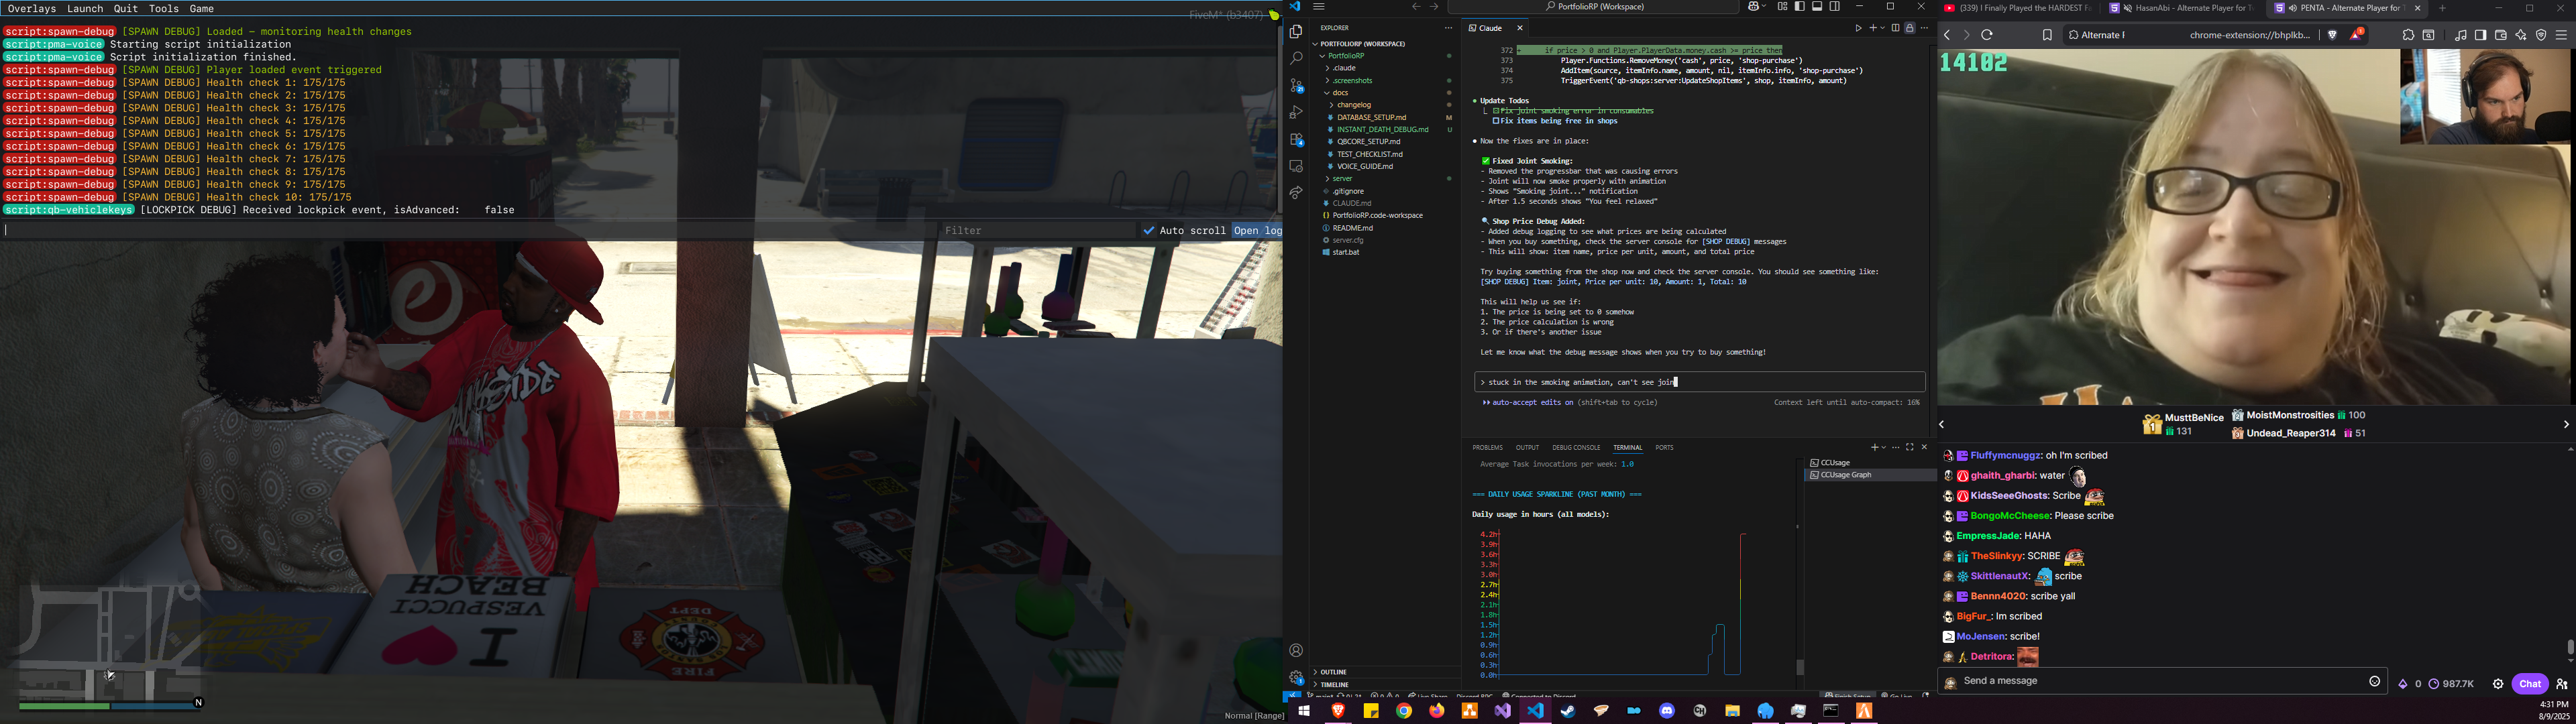 Overlays Launch Quit Tools Game
FiveM* (b3407)
script:spawn-debug [SPAWN DEBUG] Loaded - monitoring health changes
script:pma-voice Starting script initialization
script:pma-voice Script initialization finished.
script:spawn-debug [SPAWN DEBUG] Player loaded event triggered
script:spawn-debug [SPAWN DEBUG] Health check 1: 175/175
script:spawn-debug [SPAWN DEBUG] Health check 2: 175/175
script:spawn-debug [SPAWN DEBUG] Health check 3: 175/175
script:spawn-debug [SPAWN DEBUG] Health check 4: 175/175
script:spawn-debug [SPAWN DEBUG] Health check 5: 175/175
script:spawn-debug [SPAWN DEBUG] Health check 6: 175/175
script:spawn-debug [SPAWN DEBUG] Health check 7: 175/175
script:spawn-debug [SPAWN DEBUG] Health check 8: 175/175
script:spawn-debug [SPAWN DEBUG] Health check 9: 175/175
script:spawn-debug [SPAWN DEBUG] Health check 10: 175/175
script:qb-vehiclekeys [LOCKPICK DEBUG] Received lockpick event, isAdvanced: false
Filter
Auto scroll
Open log
I
VESPUCCI
BEACH
DEPT
FIRE
N
Normal [Range]
PortfolioRP (Workspace)
EXPLORER
PORTFOLIORP (WORKSPACE)
PortfolioRP
.claude
.screenshots
docs
changelog
DATABASE_SETUP.md M
INSTANT_DEATH_DEBUG.md U
QBCORE_SETUP.md
TEST_CHECKLIST.md
VOICE_GUIDE.md
server
.gitignore
CLAUDE.md
PortfolioRP.code-workspace
README.md
server.cfg
start.bat
OUTLINE
TIMELINE
Claude
372 + if price > 0 and Player.PlayerData.money.cash >= price then
373 Player.Functions.RemoveMoney('cash', price, 'shop-purchase')
374 AddItem(source, itemInfo.name, amount, nil, itemInfo.info, 'shop-purchase')
375 TriggerEvent('qb-shops:server:UpdateShopItems', shop, itemInfo, amount)
Update Todos
Fix joint smoking error in consumables
Fix items being free in shops
Now the fixes are in place:
✅ Fixed Joint Smoking:
- Removed the progressbar that was causing errors
- Joint will now smoke properly with animation
- Shows "Smoking joint..." notification
- After 1.5 seconds shows "You feel relaxed"
🔍 Shop Price Debug Added:
- Added debug logging to see what prices are being calculated
- When you buy something, check the server console for [SHOP DEBUG] messages
- This will show: item name, price per unit, amount, and total price
Try buying something from the shop now and check the server console. You should see something like:
[SHOP DEBUG] Item: joint, Price per unit: 10, Amount: 1, Total: 10
This will help us see if:
1. The price is being set to 0 somehow
2. The price calculation is wrong
3. Or if there's another issue
Let me know what the debug message shows when you try to buy something!
> stuck in the smoking animation, can't see join
auto-accept edits on (shift+tab to cycle)
Context left until auto-compact: 16%
PROBLEMS OUTPUT DEBUG CONSOLE TERMINAL PORTS
Average Task invocations per week: 1.0
=== DAILY USAGE SPARKLINE (PAST MONTH) ===
Daily usage in hours (all models):
4.2h
3.9h
3.6h
3.3h
3.0h
2.7h
2.4h
2.1h
1.8h
1.5h
1.2h
0.9h
0.6h
0.3h
0.0h
CCUsage
CCUsage Graph
(339) I Finally Played the HARDEST
HasanAbi - Alternate Player for
PENTA - Alternate Player for
Alternate
chrome-extension://bhplkb...
14102
MusttBeNice
131
MoistMonstrosities 100
Undead_Reaper314 51
Fluffymcnuggz: oh I'm scribed
ghaith_gharbi: water
KidsSeeeGhosts: Scribe
BongoMcCheese: Please scribe
EmpressJade: HAHA
TheSlinkyy: SCRIBE
SkittlenautX: scribe
Bennn4020: scribe yall
BigFur_: Im scribed
MoJensen: scribe!
Detritora:
Send a message
0
987.7K
Chat
4:31 PM
8/9/2025